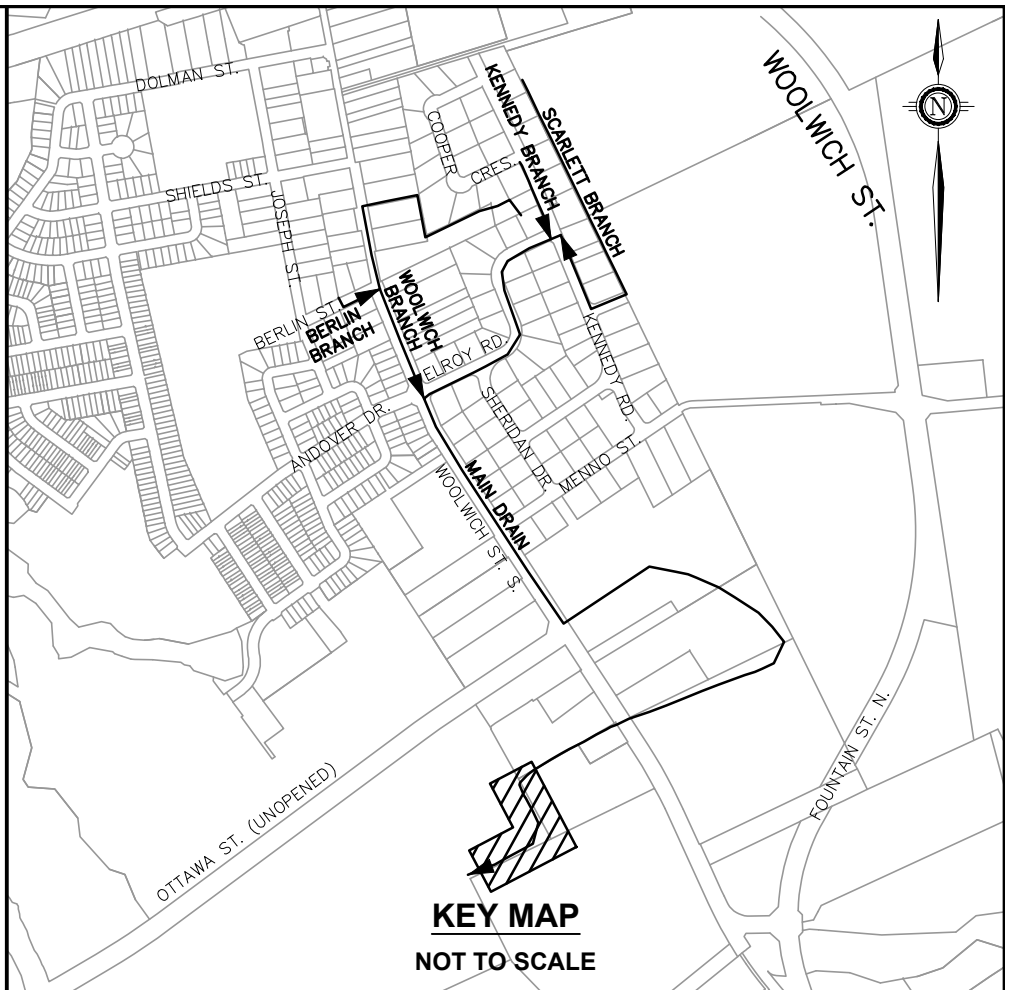 DOLMAN ST.
KENNEDY BRANCH
SCARLETT BRANCH
WOOLWICH ST.
N
COOPER
CRES.
SHIELDS ST.
JOSEPH ST.
WOOLWICH
BRANCH
BERLIN ST.
BERLIN
BRANCH
ELROY RD.
KENNEDY RD.
SHERIDAN DR.
ANDOVER DR.
MENNO ST.
MAIN DRAIN
WOOLWICH ST. S.
FOUNTAIN ST. N.
OTTAWA ST. (UNOPENED)
KEY MAP
NOT TO SCALE